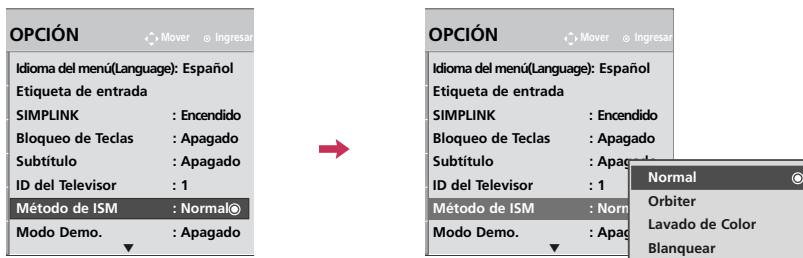 OPCIÓN Mover Ingresar
Idioma del menú(Language): Español
Etiqueta de entrada
SIMPLINK : Encendido
Bloqueo de Teclas : Apagado
Subtítulo : Apagado
ID del Televisor : 1
Método de ISM : Normal
Modo Demo. : Apagado
OPCIÓN Mover Ingresar
Idioma del menú(Language): Español
Etiqueta de entrada
SIMPLINK : Encendido
Bloqueo de Teclas : Apagado
Subtítulo
ID del Televisor : 1
Método de ISM
Modo Demo.
Normal
Orbiter
Lavado de Color
Blanquear